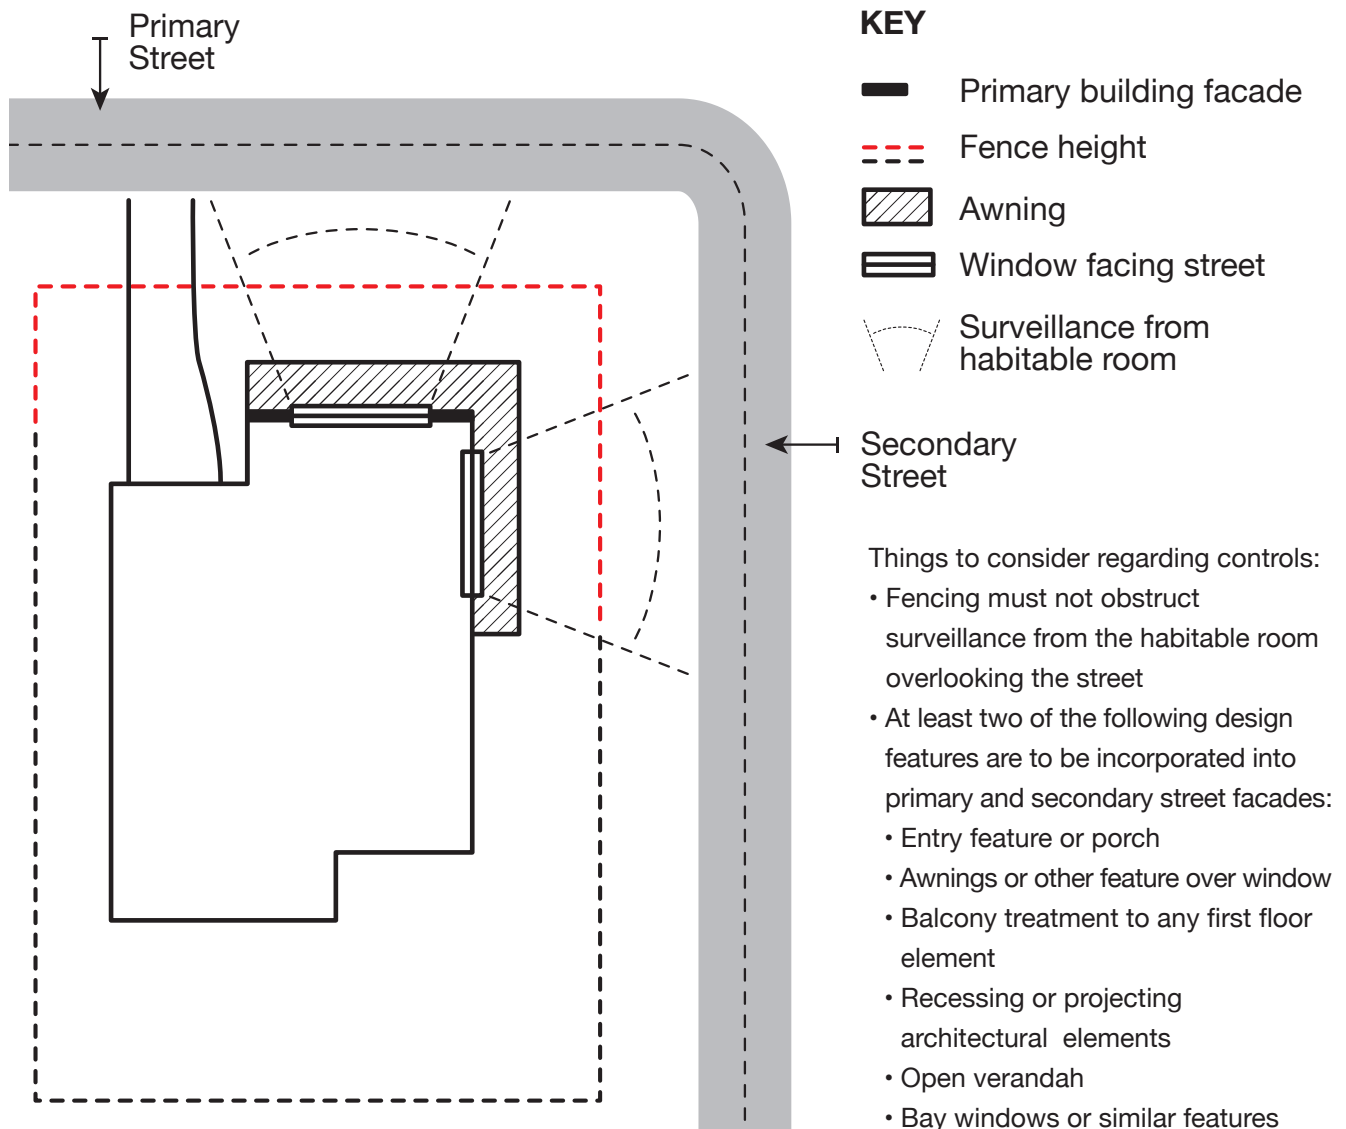 Primary
Street
KEY
Primary building facade
Fence height
Awning
Window facing street
Surveillance from
habitable room
Secondary
Street
Things to consider regarding controls:
• Fencing must not obstruct
surveillance from the habitable room
overlooking the street
• At least two of the following design
features are to be incorporated into
primary and secondary street facades:
• Entry feature or porch
• Awnings or other feature over window
• Balcony treatment to any first floor
element
• Recessing or projecting
architectural elements
• Open verandah
• Bay windows or similar features